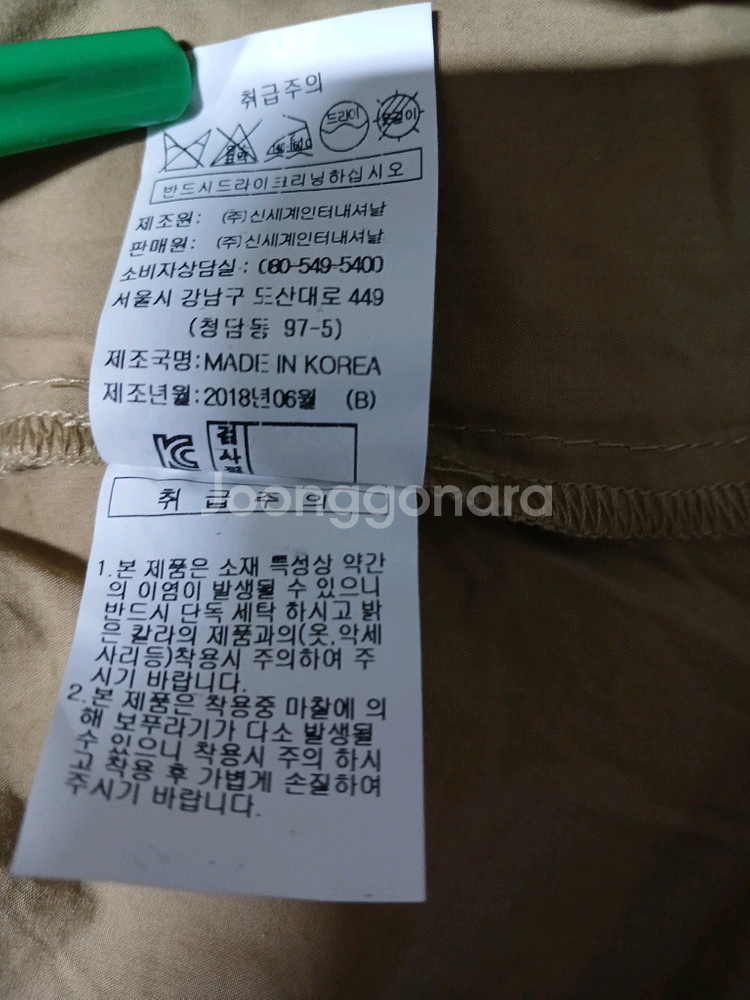 취급주의
드라이
반드시드라이크리닝하십시오
제조원: (주)신세계인터내셔날
판매원: (주)신세계인터내셔날
소비자상담실 : 080-549-5400
서울시 강남구 도산대로 449
(청담동 97-5)
제조국명:MADE IN KOREA
제조년월:2018년06월 (B)
검
사
취 급 주 의
Joonggonara
1.본 제품은 소재 특성상 약간
의 이염이 발생될 수 있으니
반드시 단독 세탁 하시고 밝
은 칼라의 제품과의(옷,악세
사리등)착용시 주의하여 주
시기 바랍니다.
2.본 제품은 착용중 마찰에 의
해 보푸라기가 다소 발생될
수 있으니 착용시 주의 하시
고 착용 후 가볍게 손질하여
주시기 바랍니다.